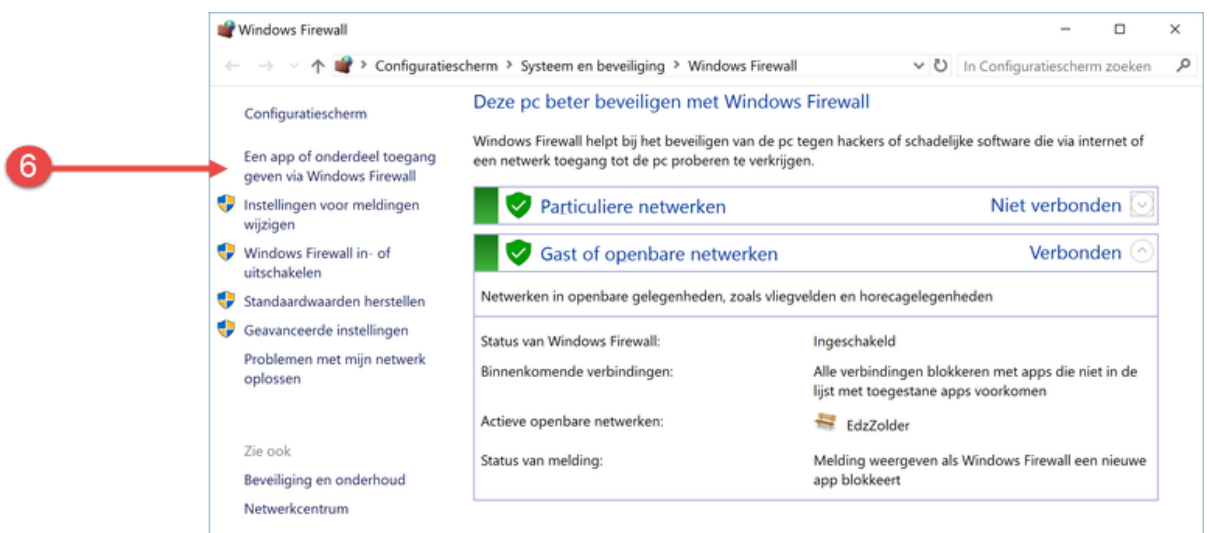 Windows Firewall
Configuratiescherm > Systeem en beveiliging > Windows Firewall
In Configuratiescherm zoeken
6
Configuratiescherm
Een app of onderdeel toegang
geven via Windows Firewall
Instellingen voor meldingen
wijzigen
Windows Firewall in- of
uitschakelen
Standaardwaarden herstellen
Geavanceerde instellingen
Problemen met mijn netwerk
oplossen
Zie ook
Beveiliging en onderhoud
Netwerkcentrum
Deze pc beter beveiligen met Windows Firewall
Windows Firewall helpt bij het beveiligen van de pc tegen hackers of schadelijke software die via internet of
een netwerk toegang tot de pc proberen te verkrijgen.
Particuliere netwerken Niet verbonden
Gast of openbare netwerken Verbonden
Netwerken in openbare gelegenheden, zoals vliegvelden en horecagelegenheden
Status van Windows Firewall: Ingeschakeld
Binnenkomende verbindingen: Alle verbindingen blokkeren met apps die niet in de
lijst met toegestane apps voorkomen
Actieve openbare netwerken: EdzZolder
Status van melding: Melding weergeven als Windows Firewall een nieuwe
app blokkeert